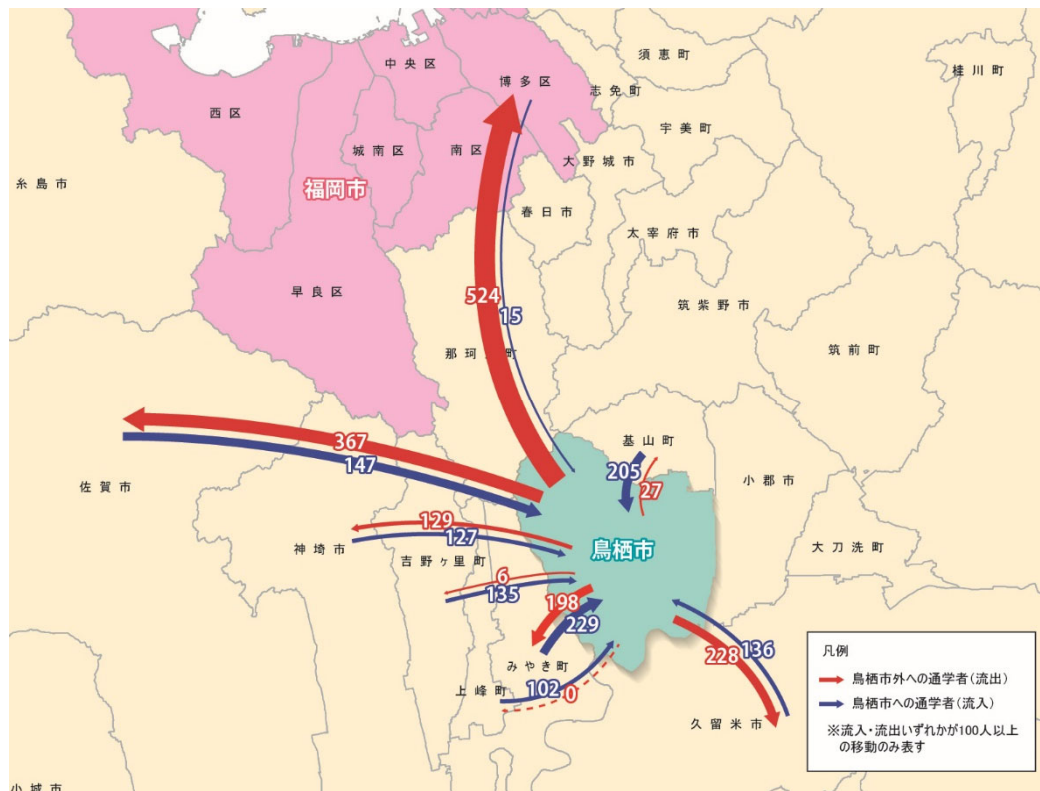 須恵町
桂川町
中央区
博多区
志免町
西区
宇美町
城南区
南区
大野城市
糸島市
福岡市
春日市
太宰府市
早良区
筑紫野市
524
15
那珂
町
筑前町
367
147
基山町
205
27
佐賀市
小郡市
129
127
神埼市
吉野ヶ里町
鳥栖市
大刀洗町
6
135
198
229
みやき町
上峰町
102
0
228
136
久留米市
凡例
鳥栖市外への通学者(流出)
鳥栖市への通学者(流入)
※流入・流出いずれかが100人以上
の移動のみ表す
小城市